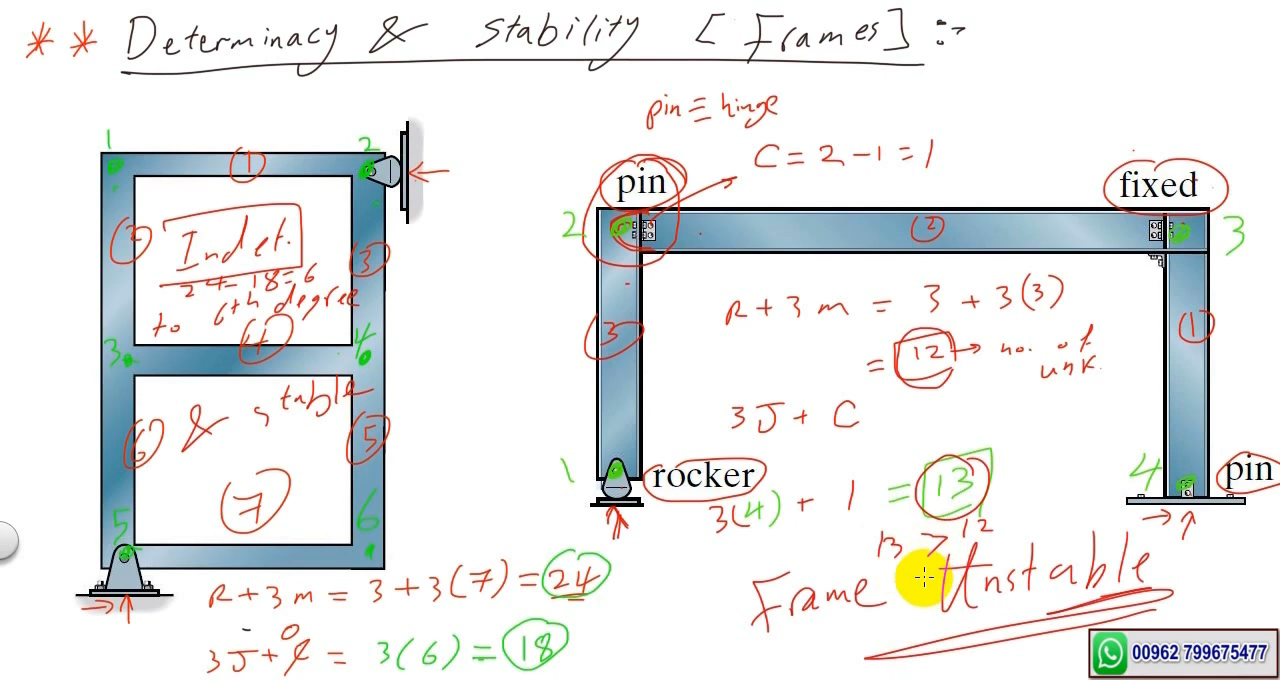 ** Determinacy & Stability [Frames] :-
1
2
①
②
Indet.
24-18=6
to 6th degree
③
3
④
4
& stable
⑥
⑤
⑦
5
6
R+3m = 3+3(7) = 24
3J+C = 3(6) = 18
0
pin ≡ hinge
C = 2-1 = 1
pin
fixed
2
②
3
R+3m = 3 + 3(3)
= 12 → no. of unk.
③
①
3J + C
1
rocker
4
pin
3(4) + 1 = 13
13 > 12
Frame Unstable
00962 799675477